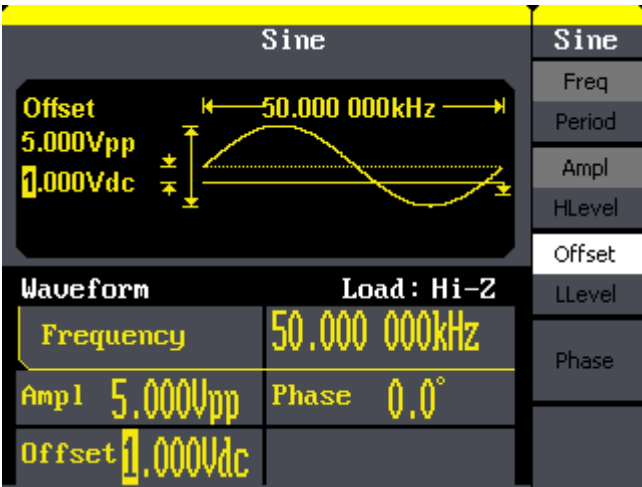 Sine
Offset
50.000 000kHz
5.000Vpp
1.000Vdc
Waveform Load: Hi-Z
Frequency 50.000 000kHz
Ampl 5.000Vpp Phase 0.0°
Offset 1.000Vdc
Sine
Freq
Period
Ampl
HLevel
Offset
LLevel
Phase